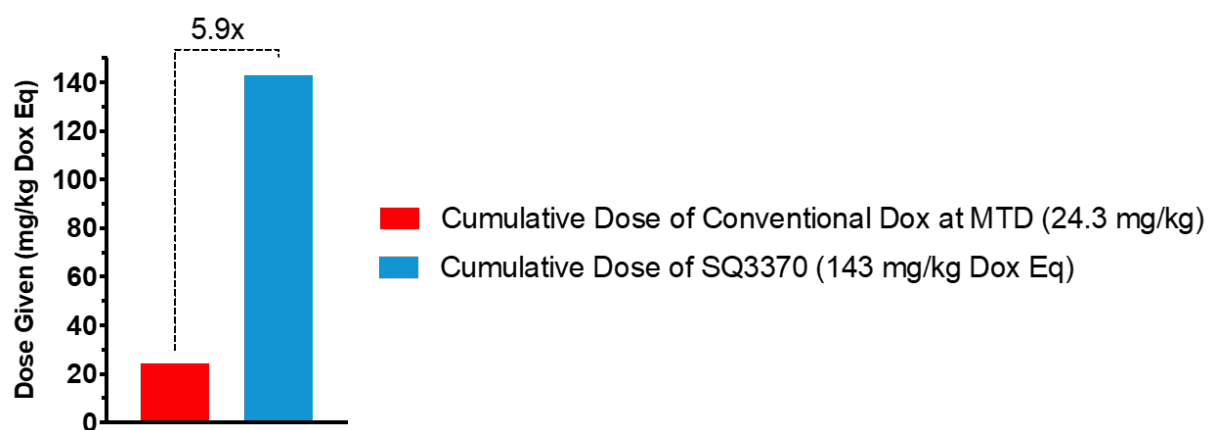 5.9x
Dose Given (mg/kg Dox Eq)
140
120
100
80
60
40
20
0
Cumulative Dose of Conventional Dox at MTD (24.3 mg/kg)
Cumulative Dose of SQ3370 (143 mg/kg Dox Eq)